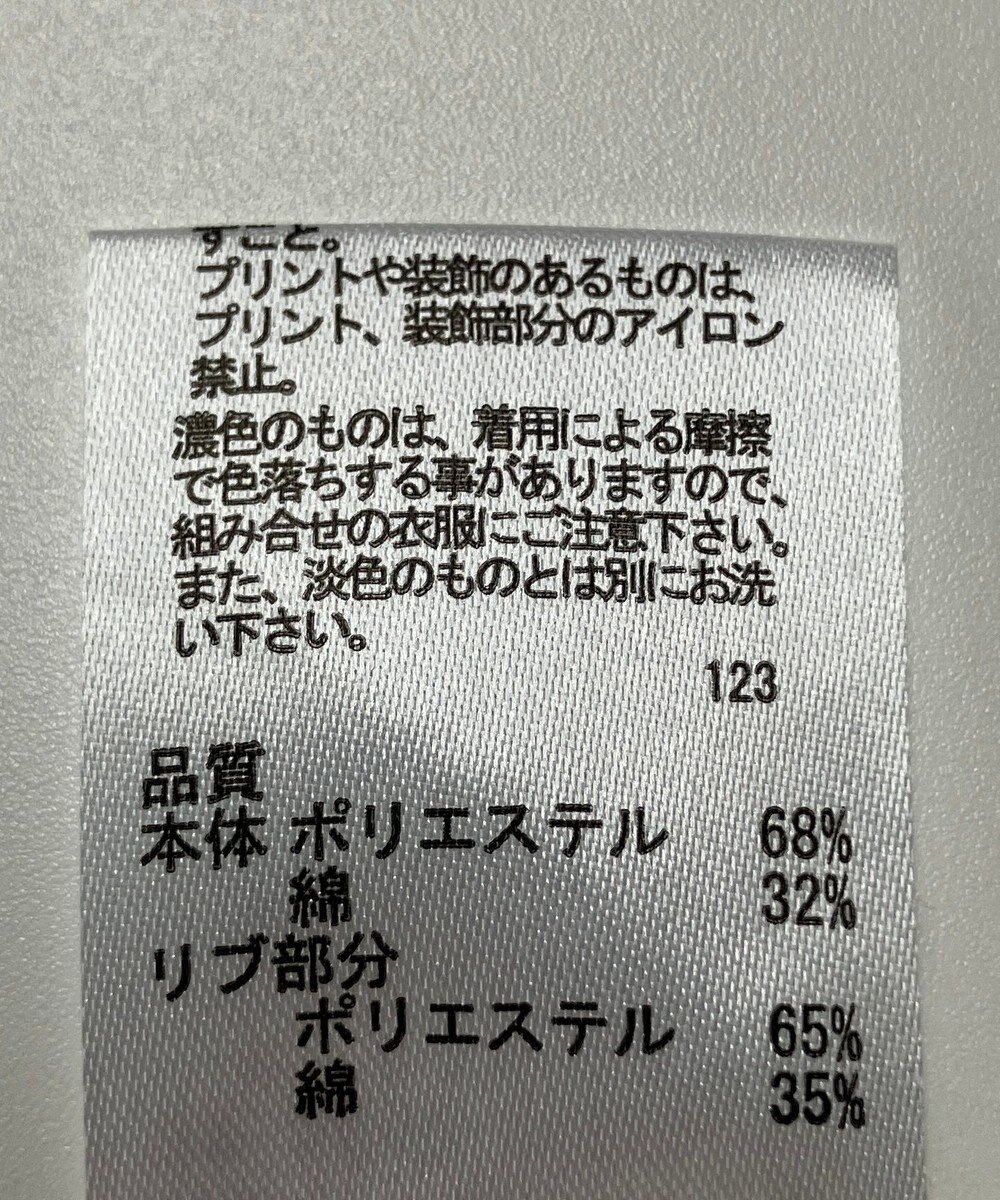 すこと。
プリントや装飾のあるものは、
プリント、装飾部分のアイロン
禁止。
濃色のものは、着用による摩擦
で色落ちする事がありますので、
組み合せの衣服にご注意下さい。
また、淡色のものとは別にお洗
い下さい。
123
品質
本体 ポリエステル 68%
綿 32%
リブ部分
ポリエステル 65%
綿 35%